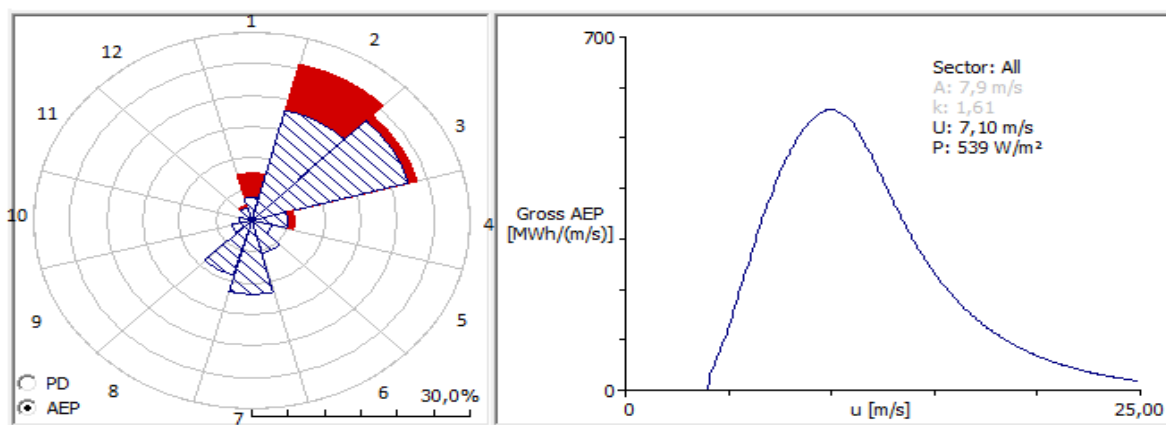 1
2
3
4
5
6
7
8
9
10
11
12
PD
AEP
30,0%
700
Gross AEP
[MWh/(m/s)]
0
0
u [m/s]
25,00
Sector: All
A: 7,9 m/s
k: 1,61
U: 7,10 m/s
P: 539 W/m²